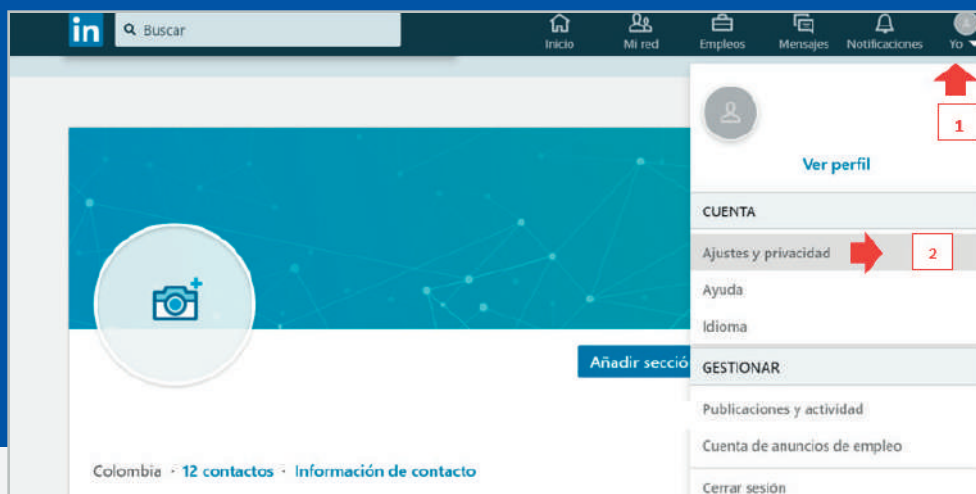 in Buscar
Inicio Mi red Empleos Mensajes Notificaciones Yo
1
Ver perfil
CUENTA
Ajustes y privacidad 2
Ayuda
Idioma
Añadir secció
GESTIONAR
Publicaciones y actividad
Cuenta de anuncios de empleo
Colombia · 12 contactos · Información de contacto
Cerrar sesión